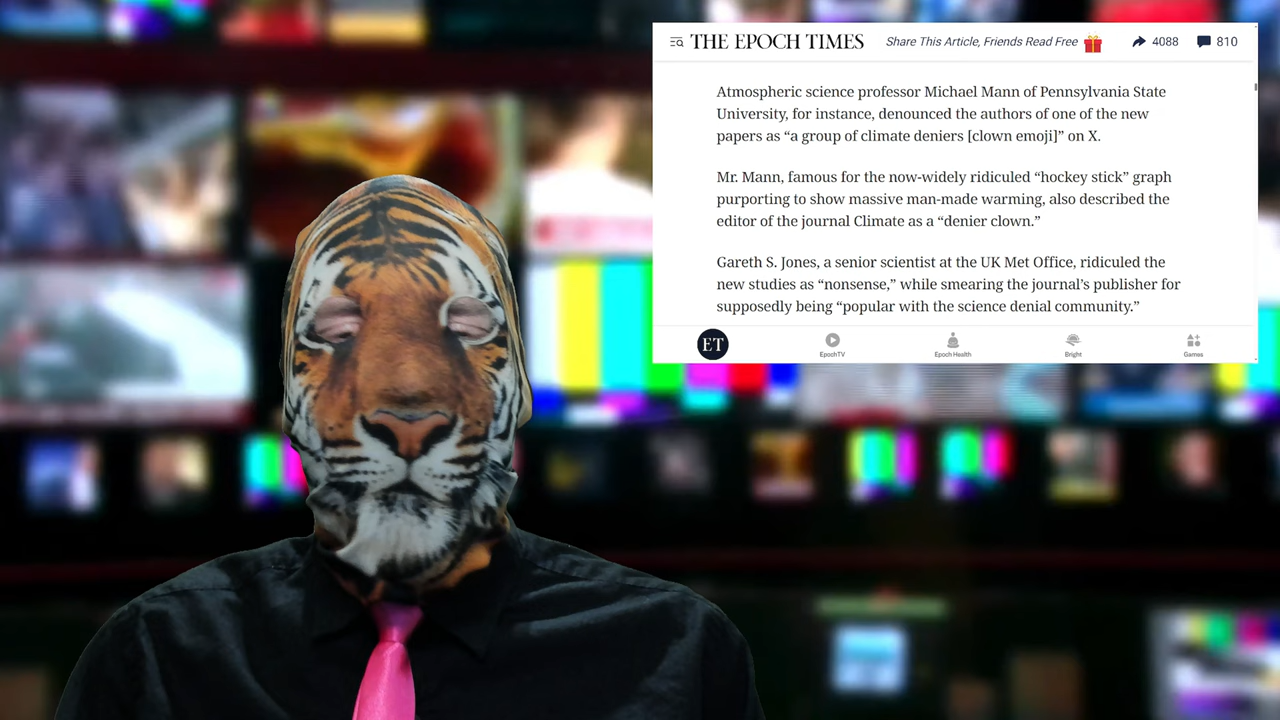 THE EPOCH TIMES Share This Article, Friends Read Free 4088 810
Atmospheric science professor Michael Mann of Pennsylvania State
University, for instance, denounced the authors of one of the new
papers as “a group of climate deniers [clown emoji]” on X.
Mr. Mann, famous for the now-widely ridiculed “hockey stick” graph
purporting to show massive man-made warming, also described the
editor of the journal Climate as a “denier clown.”
Gareth S. Jones, a senior scientist at the UK Met Office, ridiculed the
new studies as “nonsense,” while smearing the journal’s publisher for
supposedly being “popular with the science denial community.”
ET EpochTV Epoch Health Bright Games